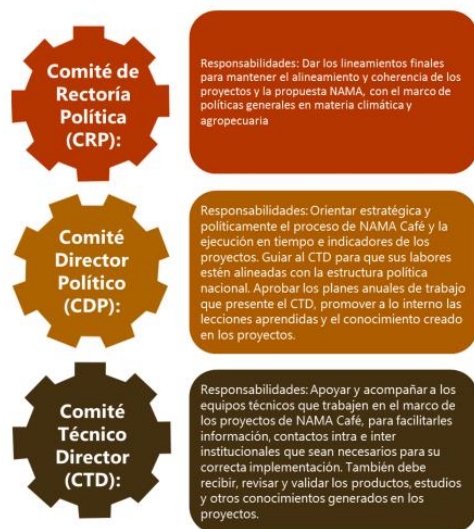 Comité de
Rectoría
Política
(CRP):
Responsabilidades: Dar los lineamientos finales
para mantener el alineamiento y coherencia de los
proyectos y la propuesta NAMA, con el marco de
políticas generales en materia climática y
agropecuaria
Comité
Director
Político
(CDP):
Responsabilidades: Orientar estratégica y
políticamente el proceso de NAMA Café y la
ejecución en tiempo e indicadores de los
proyectos. Guiar al CTD para que sus labores
estén alineadas con la estructura política
nacional. Aprobar los planes anuales de trabajo
que presente el CTD, promover a lo interno las
lecciones aprendidas y el conocimiento creado
en los proyectos.
Comité
Técnico
Director
(CTD):
Responsabilidades: Apoyar y acompañar a los
equipos técnicos que trabajen en el marco de
los proyectos de NAMA Café, para facilitarles
información, contactos intra e inter
institucionales que sean necesarios para su
correcta implementación. También debe
recibir, revisar y validar los productos, estudios
y otros conocimientos generados en los
proyectos.